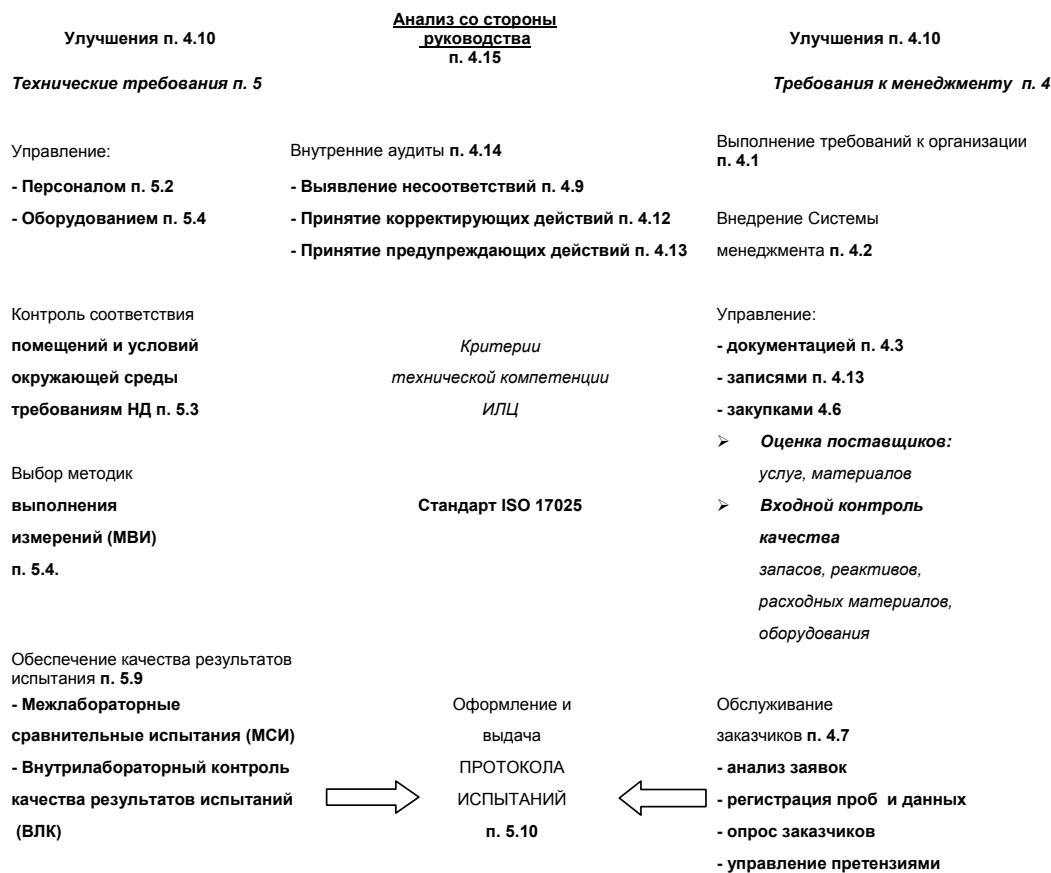 Улучшения п. 4.10
Технические требования п. 5
Управление:
- Персоналом п. 5.2
- Оборудованием п. 5.4
Контроль соответствия
помещений и условий
окружающей среды
требованиям НД п. 5.3
Выбор методик
выполнения
измерений (МВИ)
п. 5.4.
Обеспечение качества результатов
испытания п. 5.9
- Межлабораторные
сравнительные испытания (МСИ)
- Внутрилабораторный контроль
качества результатов испытаний
(ВЛК)
Анализ со стороны
руководства
п. 4.15
Внутренние аудиты п. 4.14
- Выявление несоответствий п. 4.9
- Принятие корректирующих действий п. 4.12
- Принятие предупреждающих действий п. 4.13
Критерии
технической компетенции
ИЛЦ
Стандарт ISO 17025
Оформление и
выдача
ПРОТОКОЛА
ИСПЫТАНИЙ
п. 5.10
Улучшения п. 4.10
Требования к менеджменту п. 4
Выполнение требований к организации
п. 4.1
Внедрение Системы
менеджмента п. 4.2
Управление:
- документацией п. 4.3
- записями п. 4.13
- закупками 4.6
➢ Оценка поставщиков:
услуг, материалов
➢ Входной контроль
качества
запасов, реактивов,
расходных материалов,
оборудования
Обслуживание
заказчиков п. 4.7
- анализ заявок
- регистрация проб и данных
- опрос заказчиков
- управление претензиями